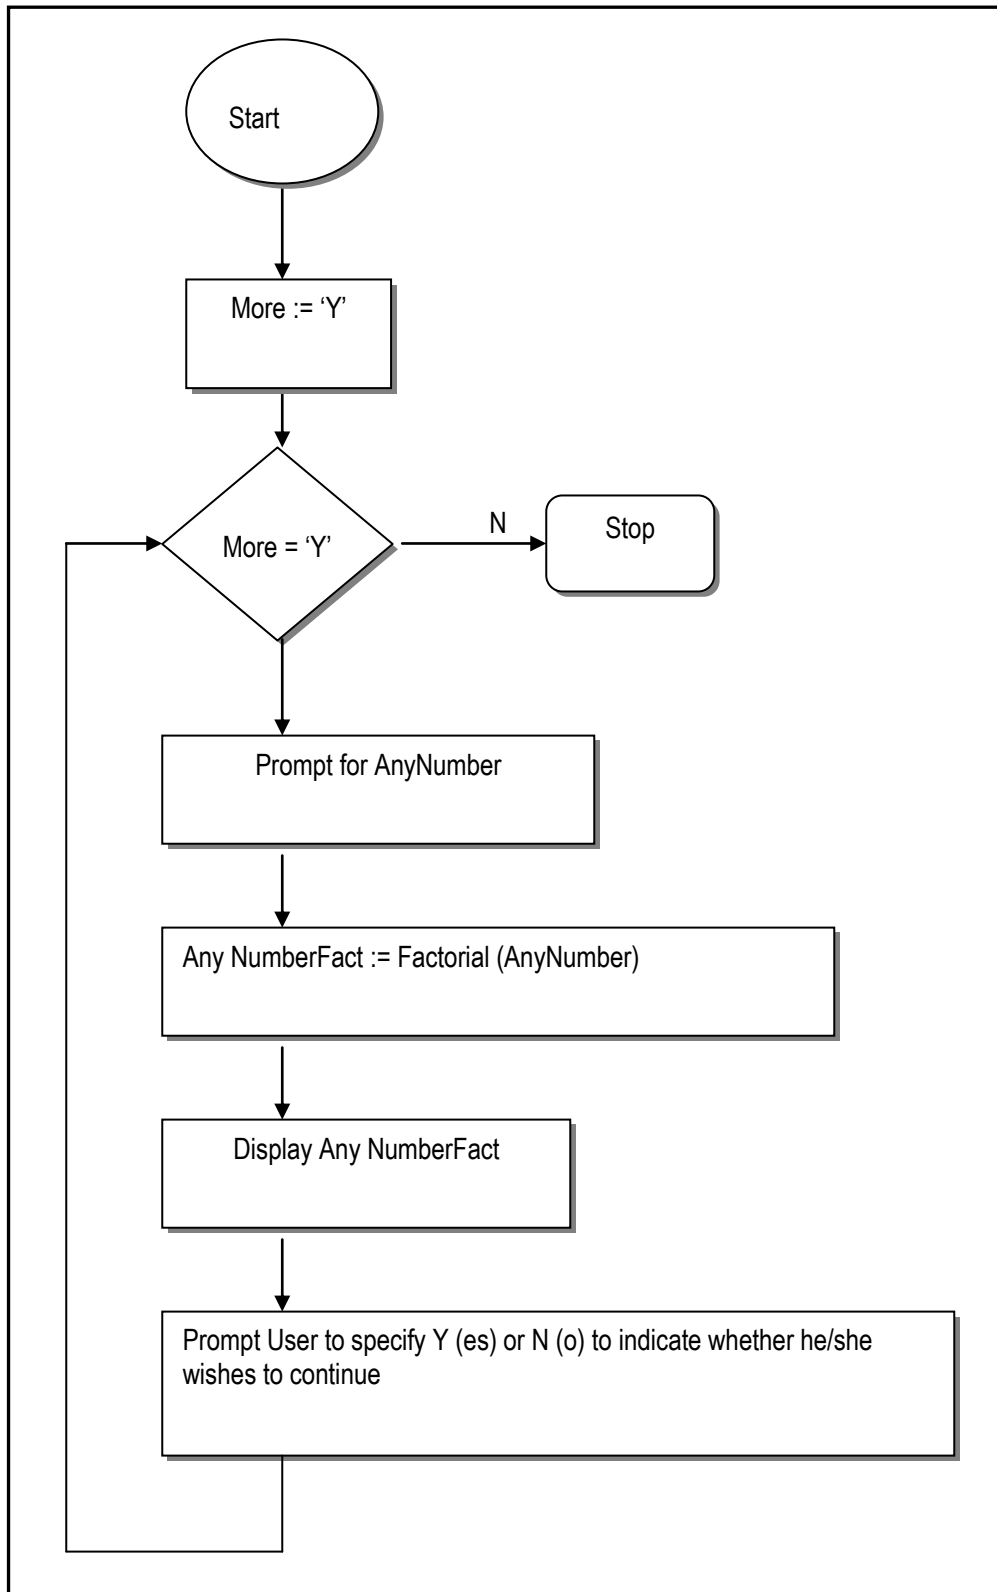 Start
More := ‘Y’
More = ‘Y’
N
Stop
Prompt for AnyNumber
Any NumberFact := Factorial (AnyNumber)
Display Any NumberFact
Prompt User to specify Y (es) or N (o) to indicate whether he/she
wishes to continue